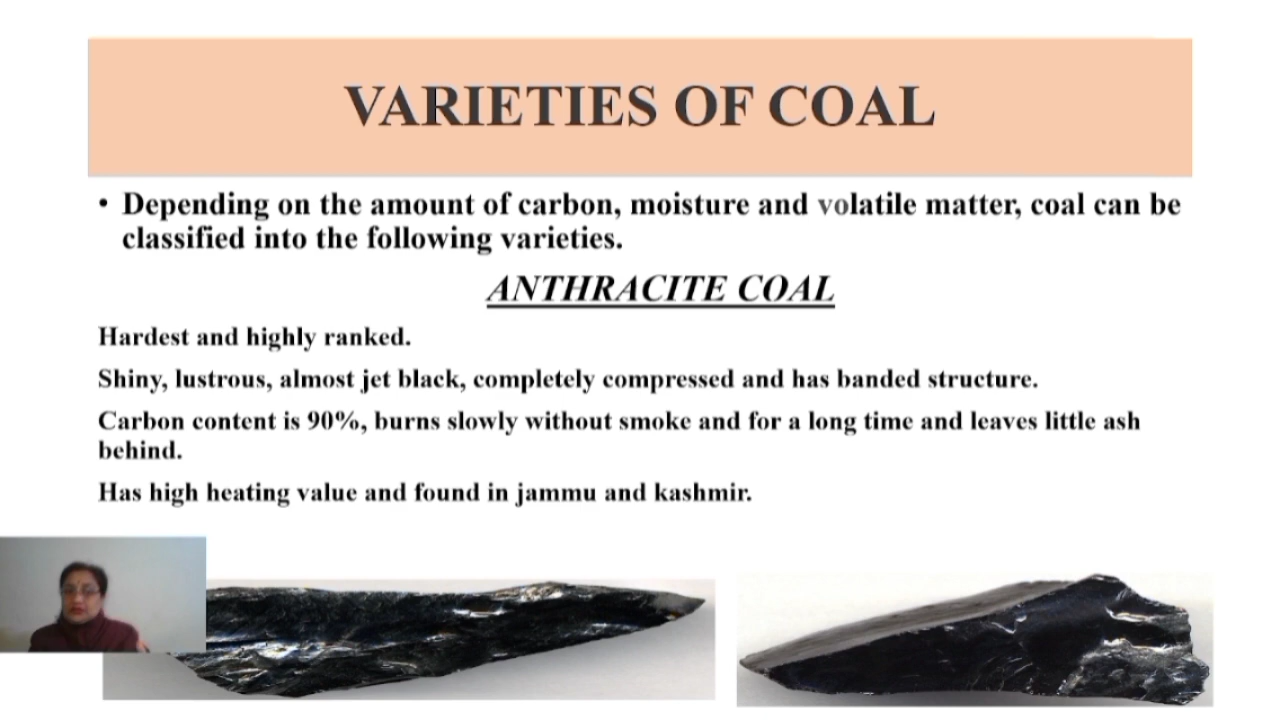 VARIETIES OF COAL
• Depending on the amount of carbon, moisture and volatile matter, coal can be
classified into the following varieties.
ANTHRACITE COAL
Hardest and highly ranked.
Shiny, lustrous, almost jet black, completely compressed and has banded structure.
Carbon content is 90%, burns slowly without smoke and for a long time and leaves little ash
behind.
Has high heating value and found in jammu and kashmir.